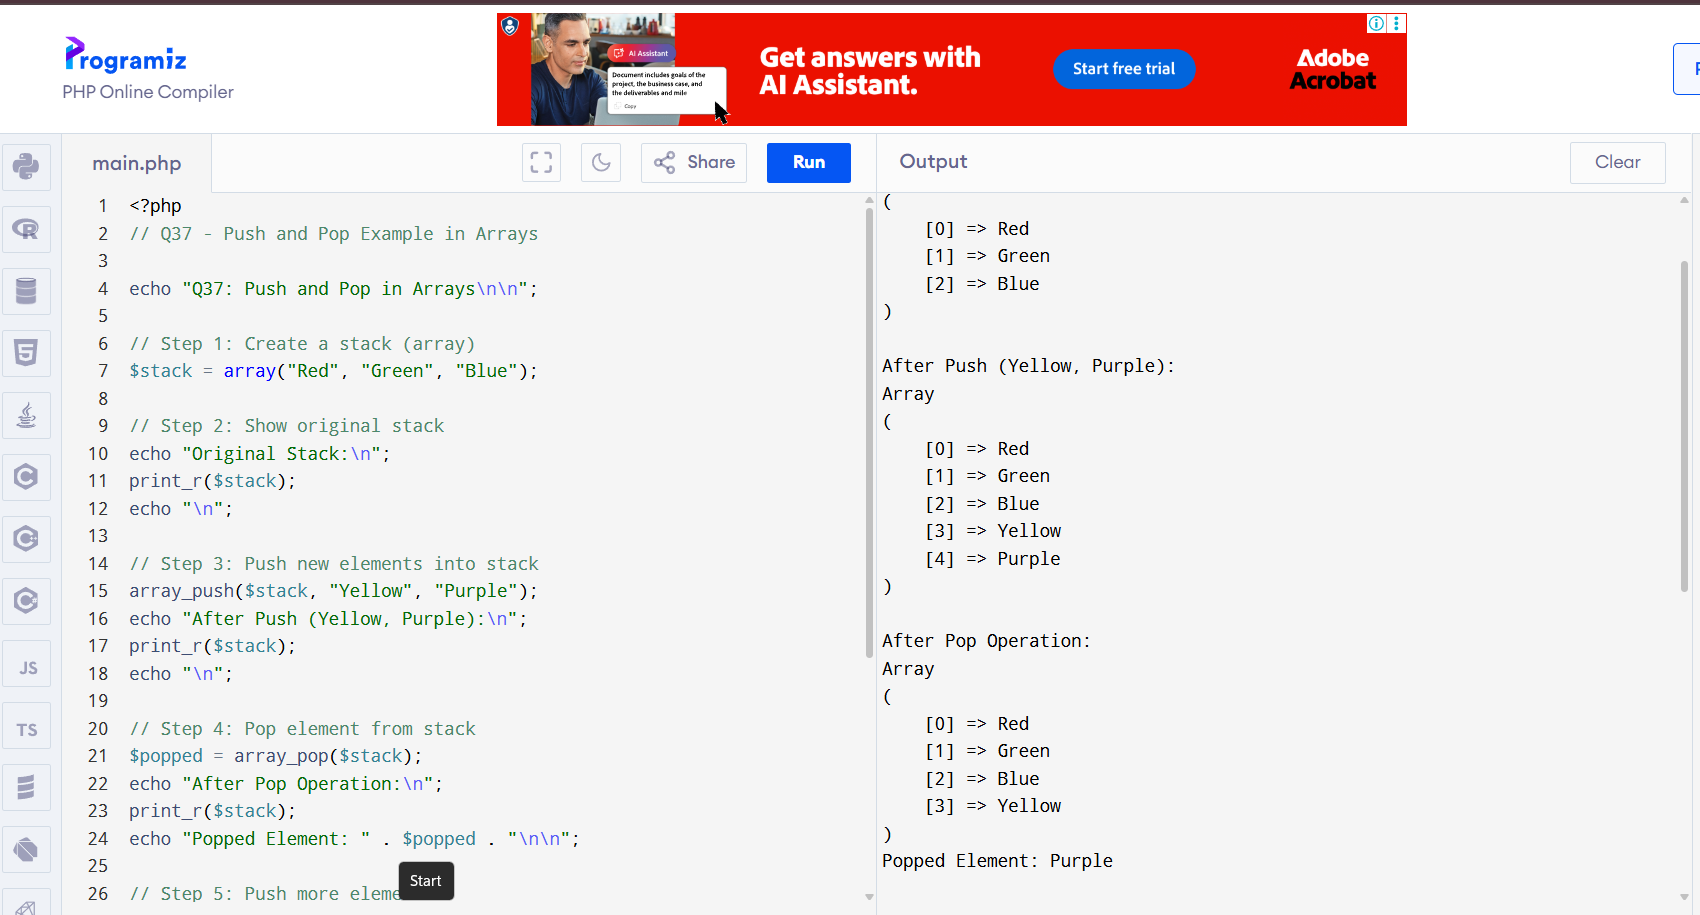 Programiz
PHP Online Compiler
AI Assistant
Document includes goals of the
project, the business case, and
the deliverables and mile
Copy
Get answers with
AI Assistant.
Start free trial
Adobe
Acrobat
main.php
Share
Run
Output
Clear
JS
TS
1 <?php
2 // Q37 - Push and Pop Example in Arrays
3
4 echo "Q37: Push and Pop in Arrays\n\n";
5
6 // Step 1: Create a stack (array)
7 $stack = array("Red", "Green", "Blue");
8
9 // Step 2: Show original stack
10 echo "Original Stack:\n";
11 print_r($stack);
12 echo "\n";
13
14 // Step 3: Push new elements into stack
15 array_push($stack, "Yellow", "Purple");
16 echo "After Push (Yellow, Purple):\n";
17 print_r($stack);
18 echo "\n";
19
20 // Step 4: Pop element from stack
21 $popped = array_pop($stack);
22 echo "After Pop Operation:\n";
23 print_r($stack);
24 echo "Popped Element: " . $popped . "\n\n";
25
26 // Step 5: Push more eleme
Start
(
[0] => Red
[1] => Green
[2] => Blue
)
After Push (Yellow, Purple):
Array
(
[0] => Red
[1] => Green
[2] => Blue
[3] => Yellow
[4] => Purple
)
After Pop Operation:
Array
(
[0] => Red
[1] => Green
[2] => Blue
[3] => Yellow
)
Popped Element: Purple